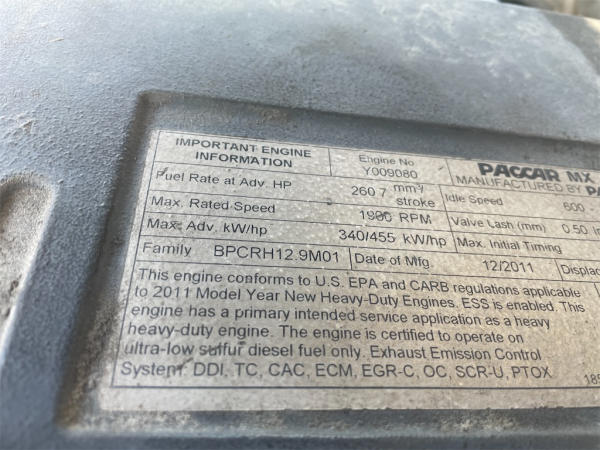 IMPORTANT ENGINE INFORMATION
Engine No Y009080
PACCAR MX
MANUFACTURED BY
Fuel Rate at Adv. HP 260.7 mm³/stroke
Idle Speed 600
Max. Rated Speed 1900 RPM
Valve Lash (mm) 0.50
Max. Adv. kW/hp 340/455 kW/hp
Max. Initial Timing
Family BPCRH12.9M01
Date of Mfg. 12/2011
This engine conforms to U.S. EPA and CARB regulations applicable
to 2011 Model Year New Heavy-Duty Engines. ESS is enabled. This
engine has a primary intended service application as a heavy
heavy-duty engine. The engine is certified to operate on
ultra-low sulfur diesel fuel only. Exhaust Emission Control
System: DDI, TC, CAC, ECM, EGR-C, OC, SCR-U, PTOX